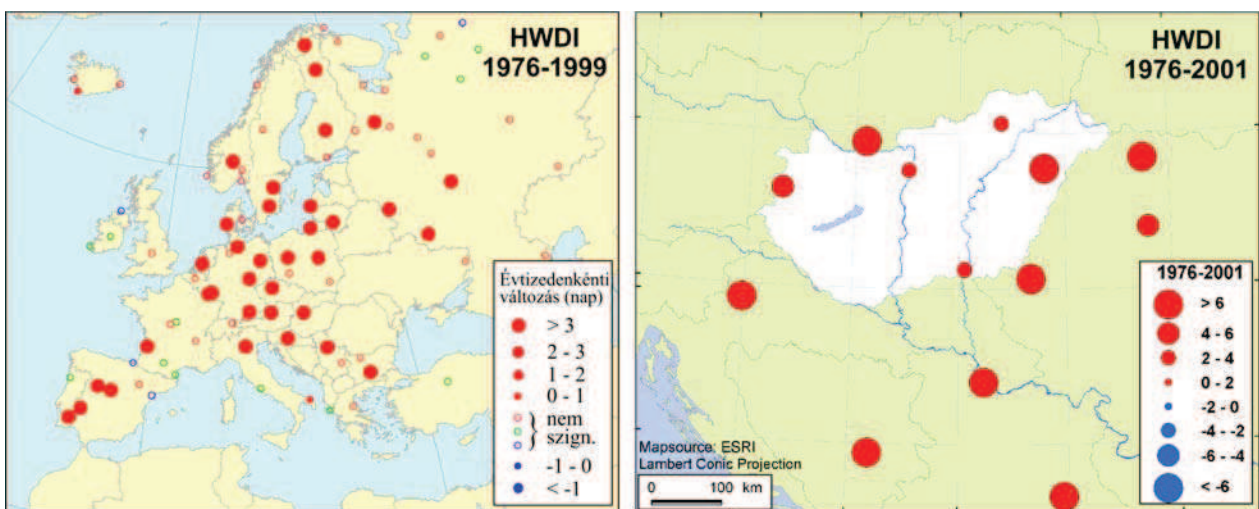 HWDI
1976-1999
Évtizedenkénti
változás (nap)
> 3
2 - 3
1 - 2
0 - 1
} nem
szign.
-1 - 0
< -1
HWDI
1976-2001
1976-2001
> 6
4 - 6
2 - 4
0 - 2
-2 - 0
-4 - -2
-6 - -4
< -6
Mapsource: ESRI
Lambert Conic Projection
0 100 km